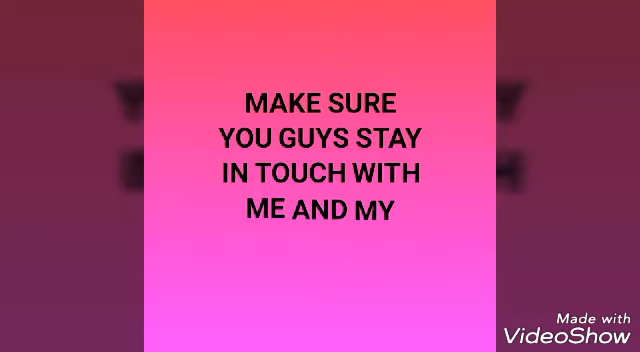 MAKE SURE
YOU GUYS STAY
IN TOUCH WITH
ME AND MY
Made with
VideoShow